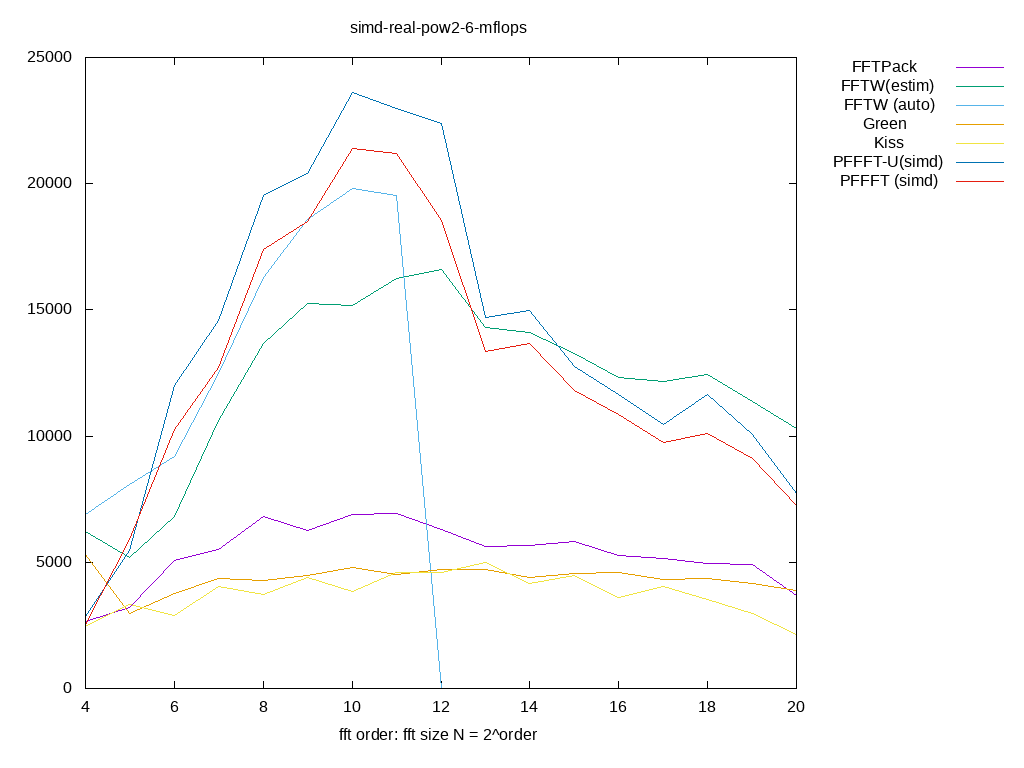 simd-real-pow2-6-mflops
25000
20000
15000
10000
5000
0
4 6 8 10 12 14 16 18 20
fft order: fft size N = 2^order
FFTPack
FFTW(estim)
FFTW (auto)
Green
Kiss
PFFFT-U(simd)
PFFFT (simd)